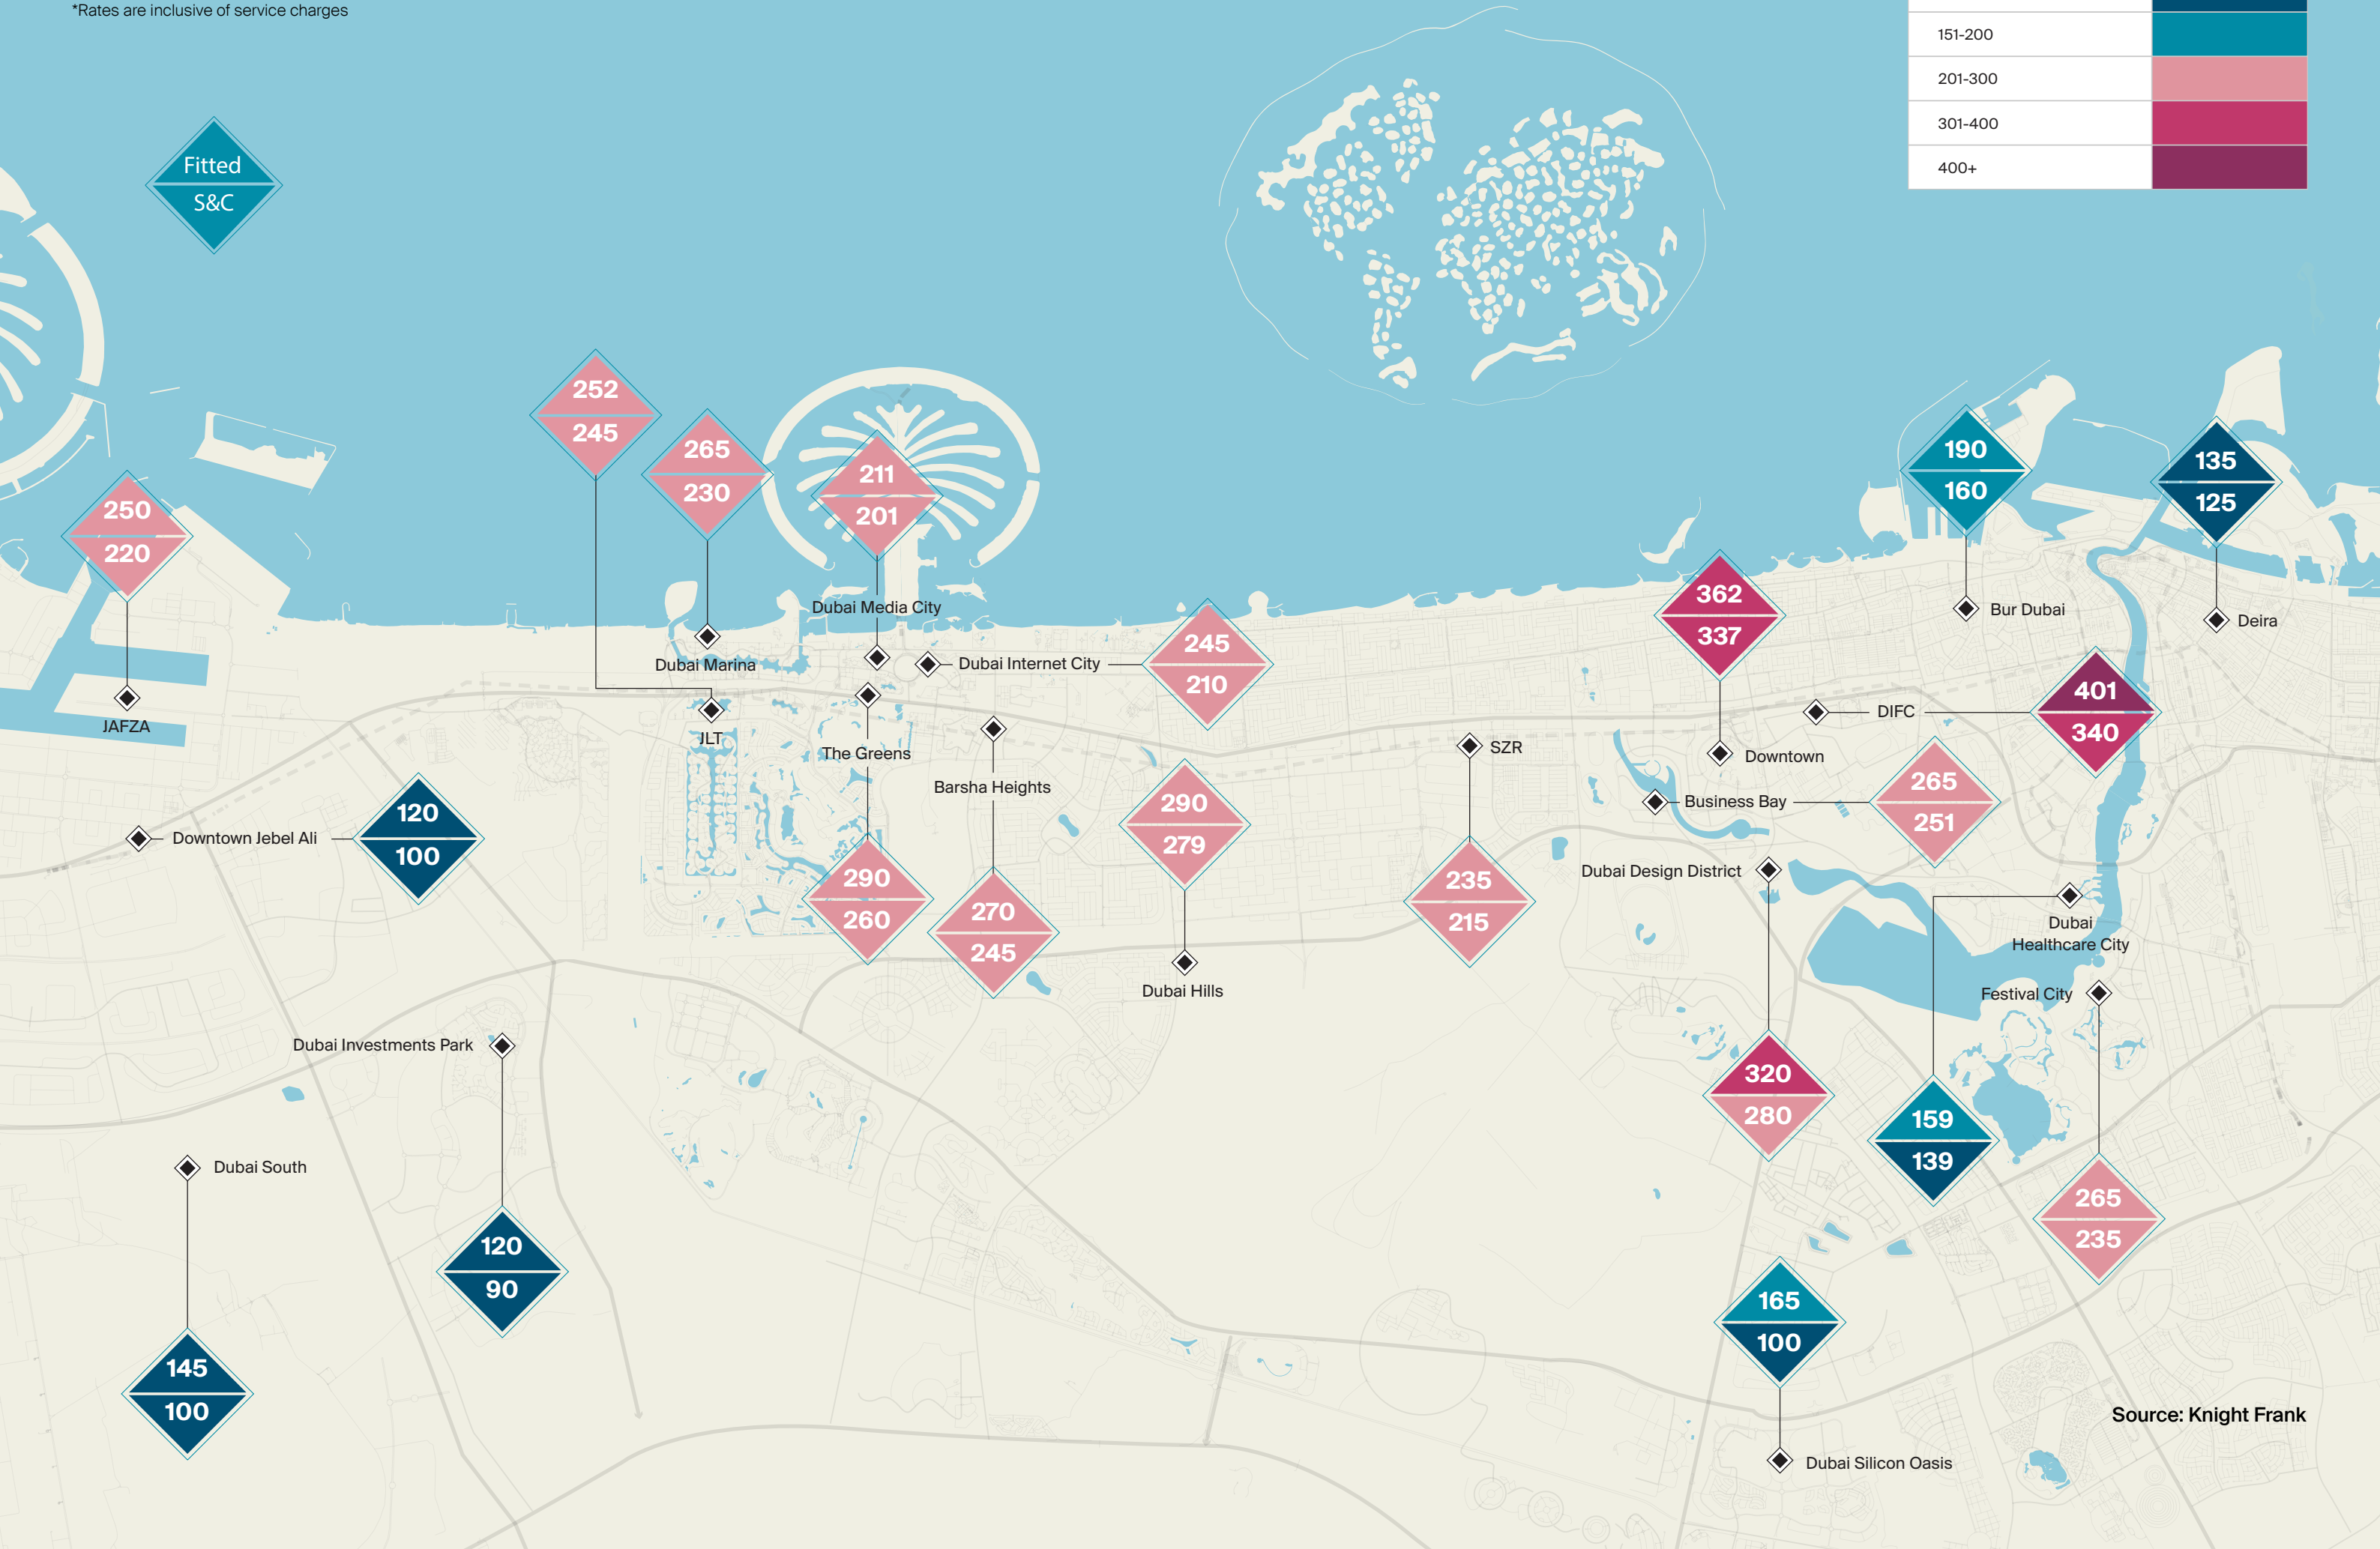 *Rates are inclusive of service charges
151-200
201-300
301-400
400+
Fitted
S&C
252
245
265
230
211
201
250
220
190
160
135
125
362
337
Dubai Media City
Bur Dubai
Deira
245
210
Dubai Marina
Dubai Internet City
JAFZA
JLT
The Greens
Barsha Heights
SZR
Downtown
DIFC
401
340
Business Bay
265
251
Downtown Jebel Ali
120
100
290
279
290
260
270
245
235
215
Dubai Design District
Dubai
Healthcare City
Dubai Hills
Festival City
Dubai Investments Park
320
280
159
139
Dubai South
265
235
120
90
165
100
145
100
Source: Knight Frank
Dubai Silicon Oasis